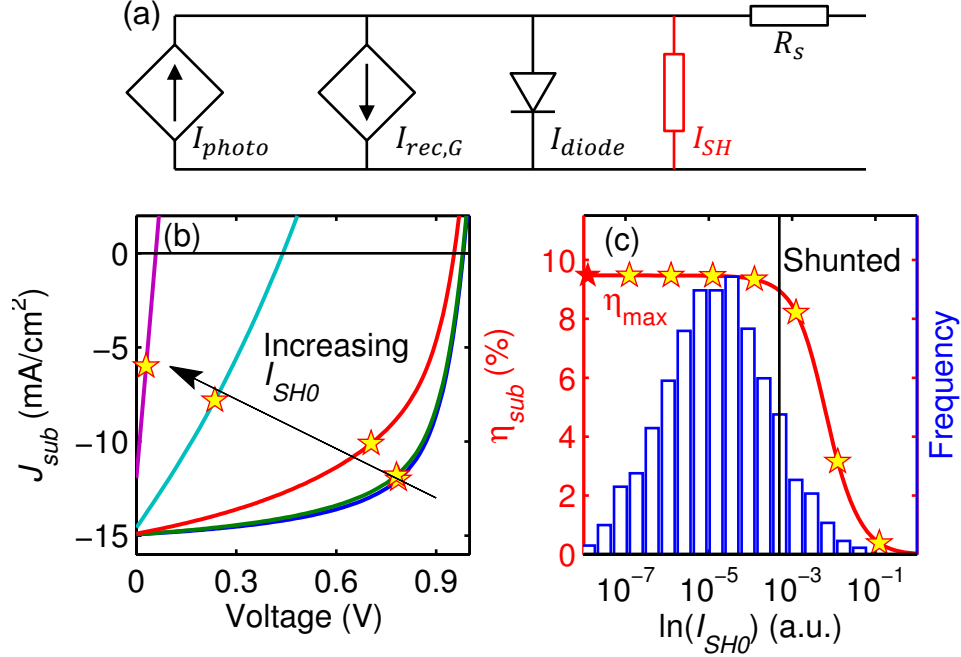 (a)
R_s
I_photo
I_rec,G
I_diode
I_SH
(b)
0
−5
−10
−15
J_sub (mA/cm²)
Increasing
I_SH0
0 0.3 0.6 0.9
Voltage (V)
(c)
Shunted
η_max
10
8
6
4
2
0
η_sub (%)
Frequency
10⁻⁷ 10⁻⁵ 10⁻³ 10⁻¹
ln(I_SH0) (a.u.)